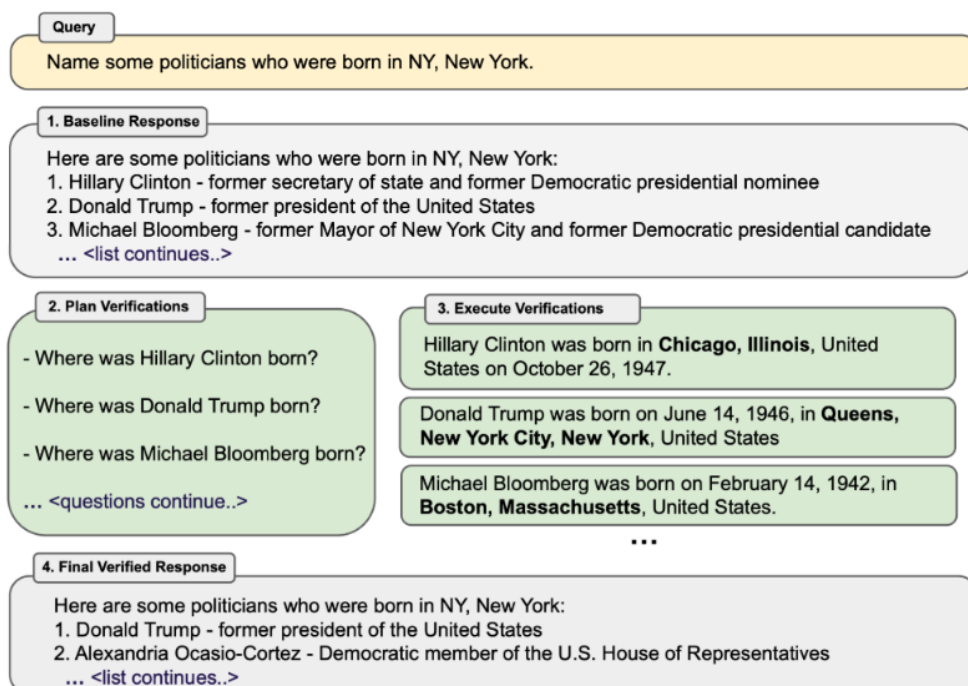 Query
Name some politicians who were born in NY, New York.
1. Baseline Response
Here are some politicians who were born in NY, New York:
1. Hillary Clinton - former secretary of state and former Democratic presidential nominee
2. Donald Trump - former president of the United States
3. Michael Bloomberg - former Mayor of New York City and former Democratic presidential candidate
... <list continues..>
2. Plan Verifications
- Where was Hillary Clinton born?
- Where was Donald Trump born?
- Where was Michael Bloomberg born?
... <questions continue..>
3. Execute Verifications
Hillary Clinton was born in Chicago, Illinois, United
States on October 26, 1947.
Donald Trump was born on June 14, 1946, in Queens,
New York City, New York, United States
Michael Bloomberg was born on February 14, 1942, in
Boston, Massachusetts, United States.
...
4. Final Verified Response
Here are some politicians who were born in NY, New York:
1. Donald Trump - former president of the United States
2. Alexandria Ocasio-Cortez - Democratic member of the U.S. House of Representatives
... <list continues..>